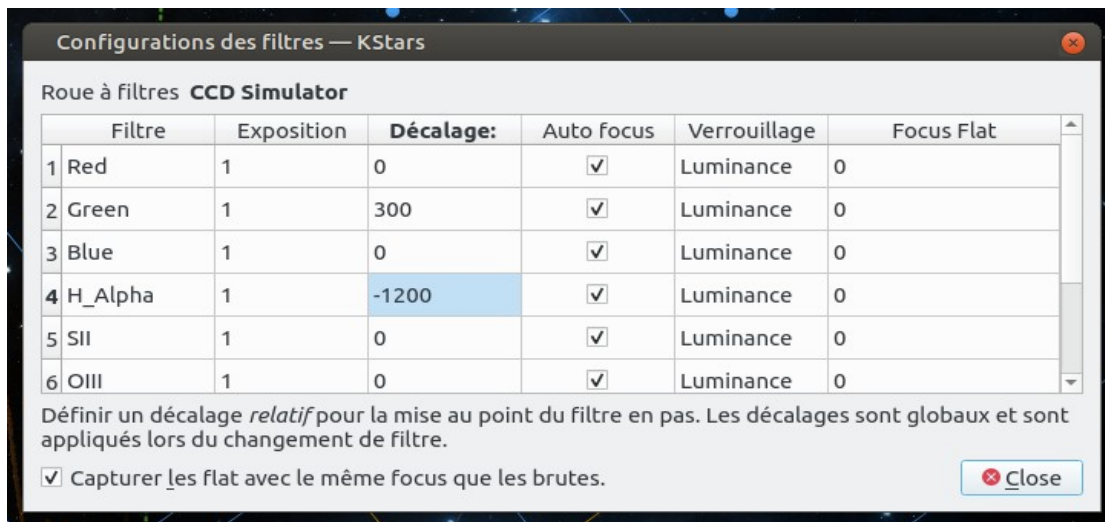 Configurations des filtres — KStars
Roue à filtres CCD Simulator
Filtre Exposition Décalage: Auto focus Verrouillage Focus Flat
1 Red 1 0 Luminance 0
2 Green 1 300 Luminance 0
3 Blue 1 0 Luminance 0
4 H_Alpha 1 -1200 Luminance 0
5 SII 1 0 Luminance 0
6 OIII 1 0 Luminance 0
Définir un décalage relatif pour la mise au point du filtre en pas. Les décalages sont globaux et sont
appliqués lors du changement de filtre.
Capturer les flat avec le même focus que les brutes.
Close